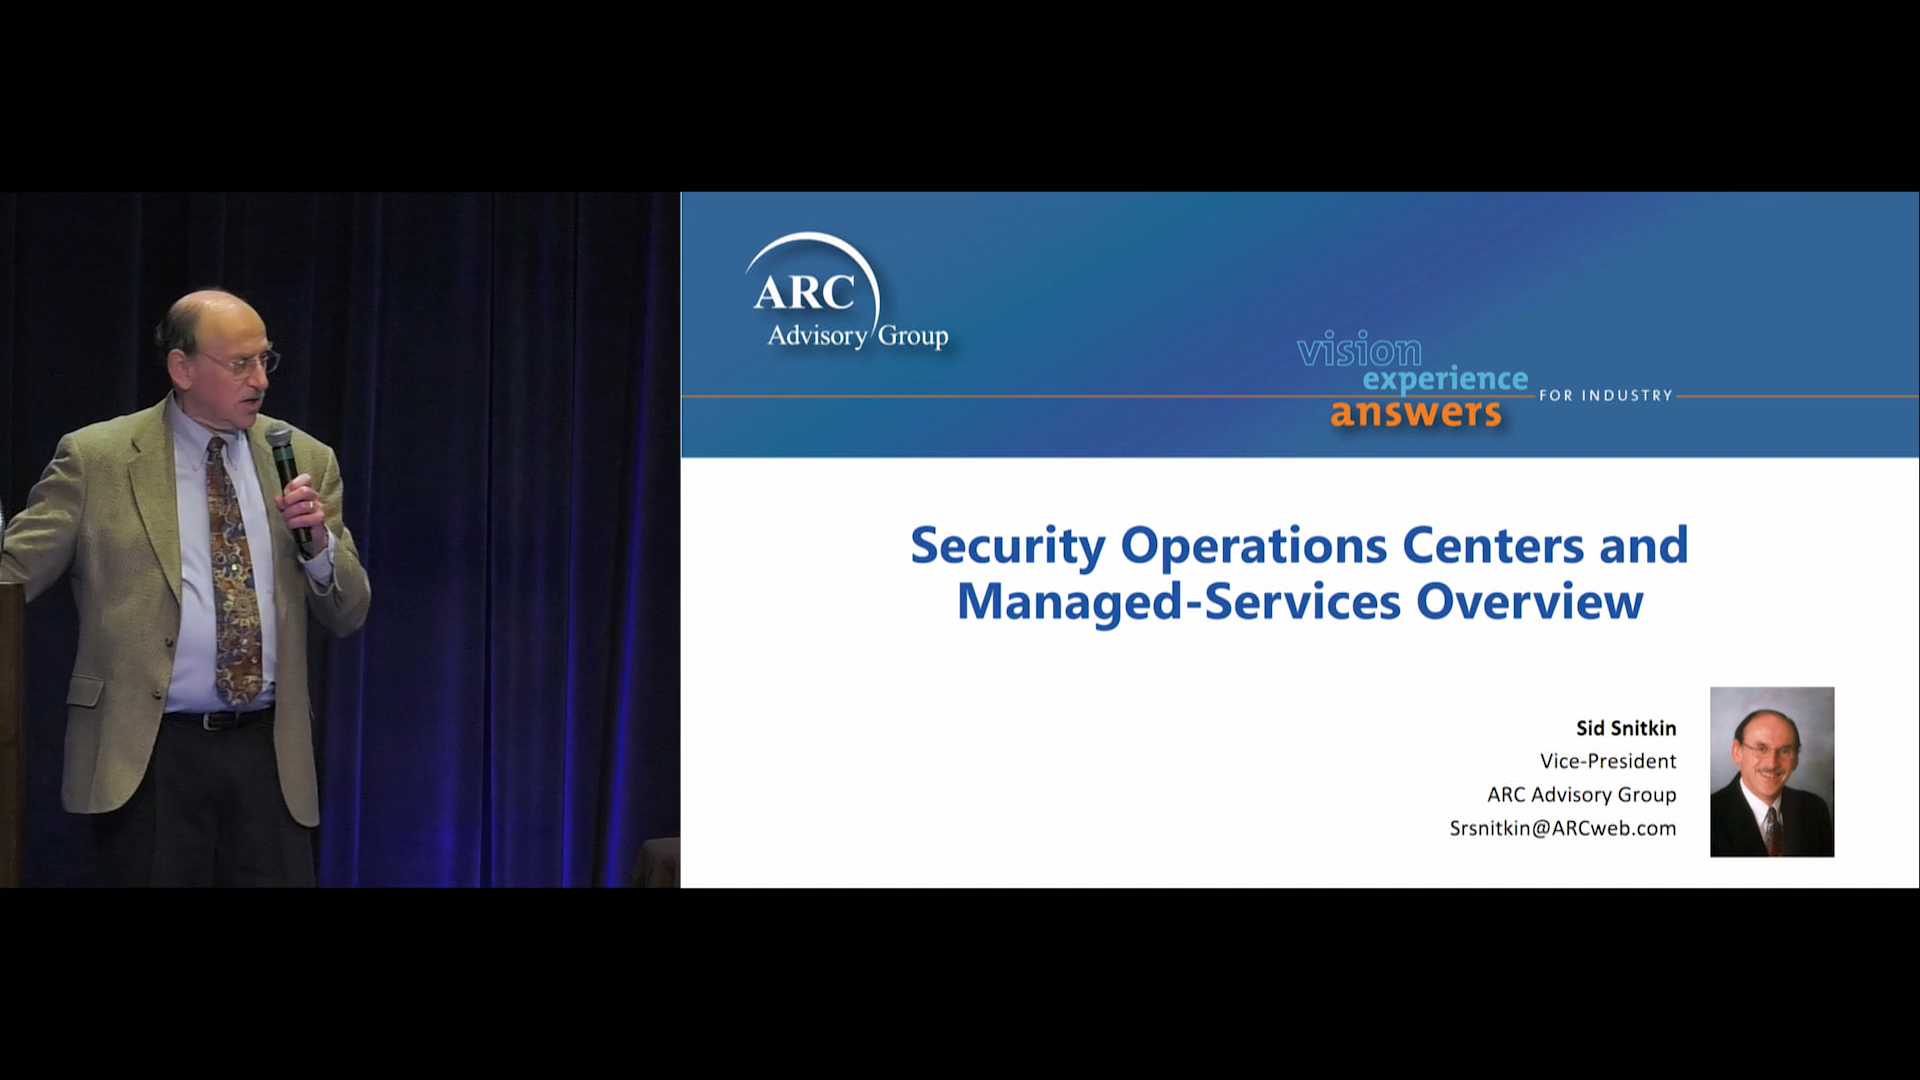 ARC
Advisory Group
vision
experience
answers
FOR INDUSTRY
Security Operations Centers and
Managed-Services Overview
Sid Snitkin
Vice-President
ARC Advisory Group
Srsnitkin@ARCweb.com